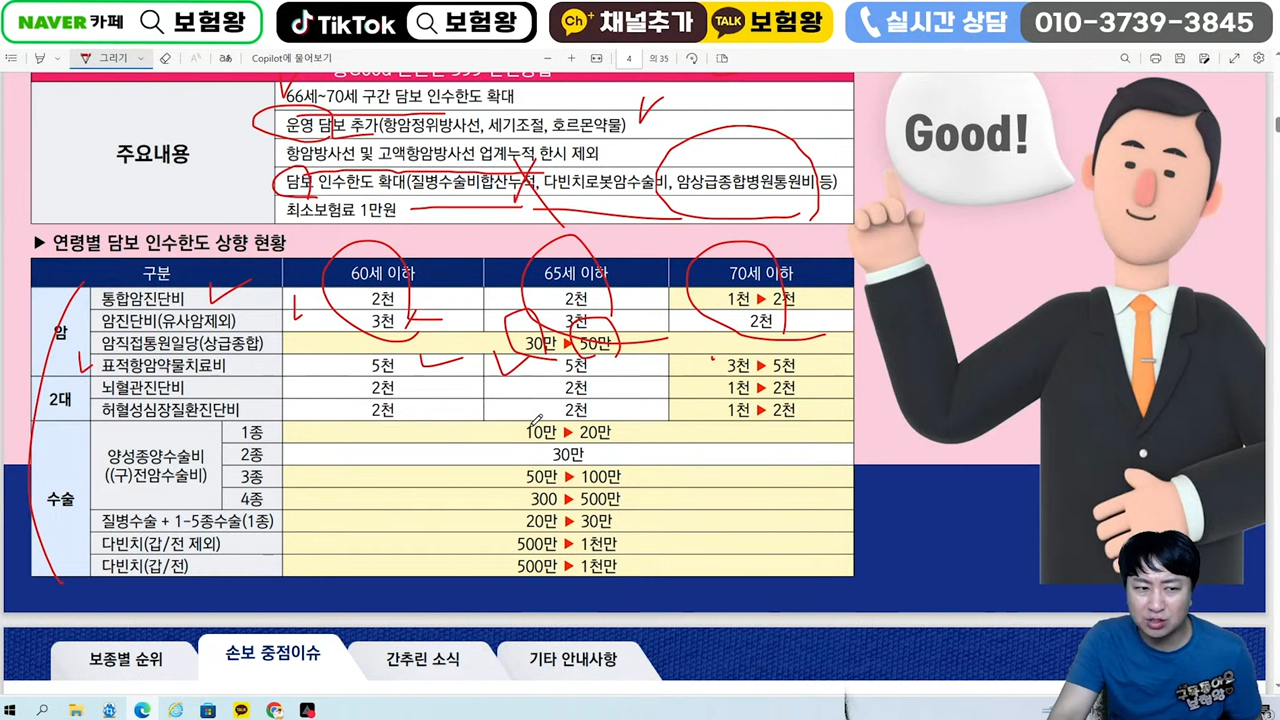 NAVER 카페 보험왕
TikTok 보험왕
Ch+ 채널추가 TALK 보험왕
실시간 상담 010-3739-3845
그리기
Copilot에 물어보기
4 의 35
66세~70세 구간 담보 인수한도 확대
운영 담보 추가(항암정위방사선, 세기조절, 호르몬약물)
주요내용
항암방사선 및 고액항암방사선 업계누적 한시 제외
담보 인수한도 확대(질병수술비합산누적, 다빈치로봇암수술비, 암상급종합병원통원비 등)
최소보험료 1만원
Good!
▶ 연령별 담보 인수한도 상향 현황
구분 60세 이하 65세 이하 70세 이하
암
통합암진단비 2천 2천 1천 ▶ 2천
암진단비(유사암제외) 3천 3천 2천
암직접통원일당(상급종합) 30만 ▶ 50만
표적항암약물치료비 5천 5천 3천 ▶ 5천
2대
뇌혈관진단비 2천 2천 1천 ▶ 2천
허혈성심장질환진단비 2천 2천 1천 ▶ 2천
수술
양성종양수술비
((구)전암수술비)
1종 10만 ▶ 20만
2종 30만
3종 50만 ▶ 100만
4종 300 ▶ 500만
질병수술 + 1-5종수술(1종) 20만 ▶ 30만
다빈치(갑/전 제외) 500만 ▶ 1천만
다빈치(갑/전) 500만 ▶ 1천만
보종별 순위
손보 중점이슈
간추린 소식
기타 안내사항
보험왕